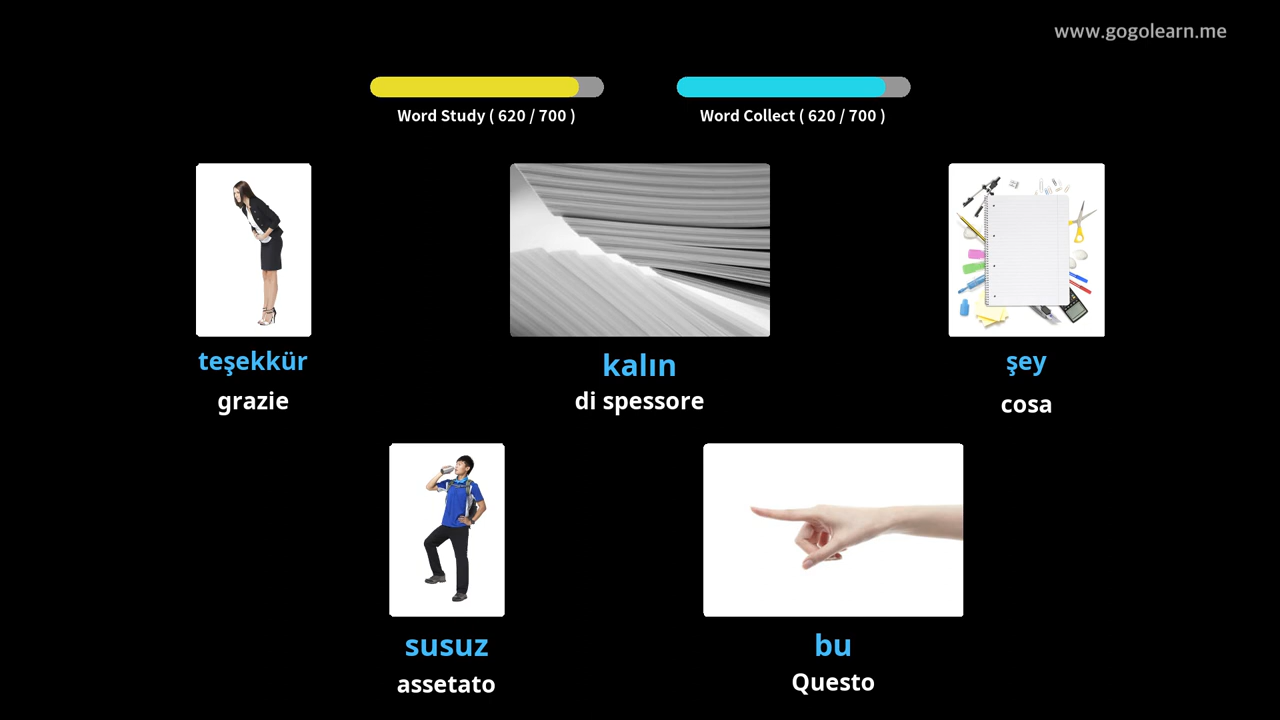 www.gogolearn.me
Word Study ( 620 / 700 )
Word Collect ( 620 / 700 )
teşekkür
grazie
kalın
di spessore
şey
cosa
susuz
assetato
bu
Questo